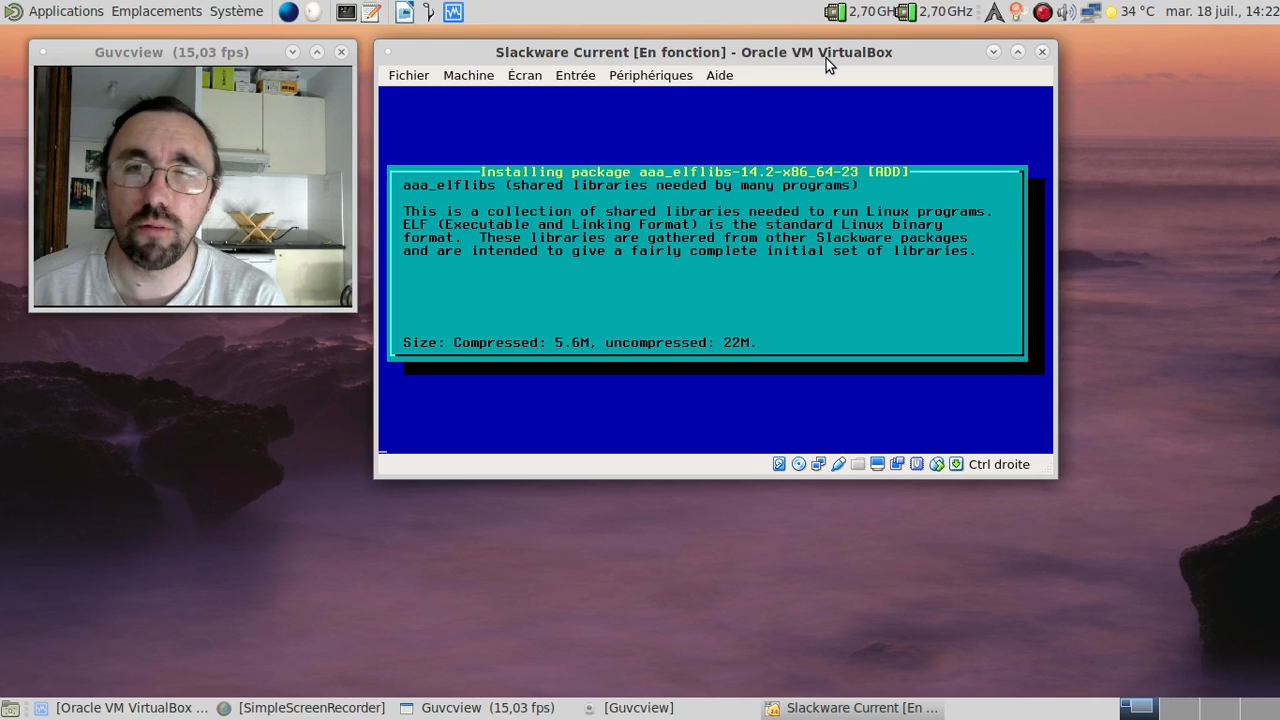 Applications Emplacements Système
2,70 GH 2,70 GHz 34 °C mar. 18 juil., 14:22
Guvcview (15,03 fps)
Slackware Current [En fonction] - Oracle VM VirtualBox
Fichier Machine Écran Entrée Périphériques Aide
Installing package aaa_elflibs-14.2-x86_64-23 [ADD]
aaa_elflibs (shared libraries needed by many programs)
This is a collection of shared libraries needed to run Linux programs.
ELF (Executable and Linking Format) is the standard Linux binary
format. These libraries are gathered from other Slackware packages
and are intended to give a fairly complete initial set of libraries.
Size: Compressed: 5.6M, uncompressed: 22M.
Ctrl droite
[Oracle VM VirtualBox ... [SimpleScreenRecorder] Guvcview (15,03 fps) [Guvcview] Slackware Current [En ...